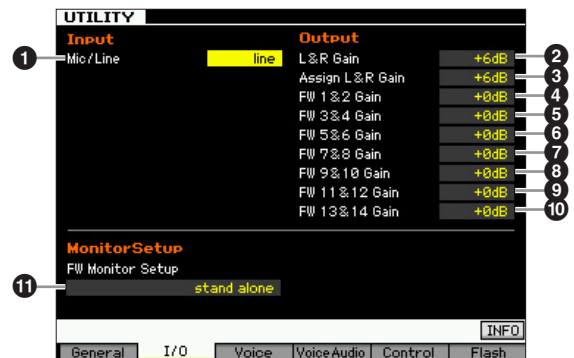 UTILITY
Input
Output
1 Mic/Line line
L&R Gain +6dB 2
Assign L&R Gain +6dB 3
FW 1&2 Gain +0dB 4
FW 3&4 Gain +0dB 5
FW 5&6 Gain +0dB 6
FW 7&8 Gain +0dB 7
FW 9&10 Gain +0dB 8
FW 11&12 Gain +0dB 9
FW 13&14 Gain +0dB 10
MonitorSetup
FW Monitor Setup
11 stand alone
INFO
General I/O Voice VoiceAudio Control Flash